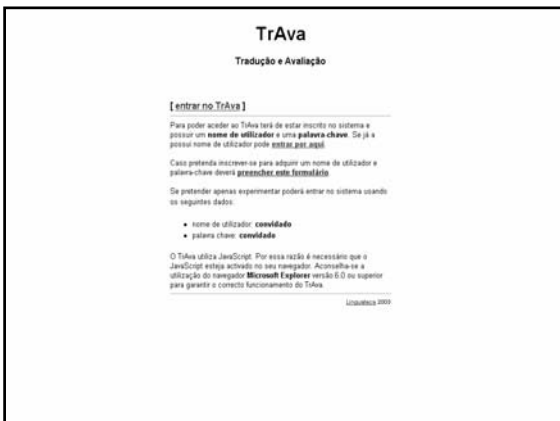 TrAva
Tradução e Avaliação
[ entrar no TrAva ]
Para poder aceder ao TrAva terá de estar inscrito no sistema e
possuir um nome de utilizador e uma palavra-chave. Se já a
possui nome de utilizador pode entrar por aqui.
Caso pretenda inscrever-se para adquirir um nome de utilizador e
palavra-chave deverá preencher este formulário.
Se pretender apenas experimentar poderá entrar no sistema usando
os seguintes dados.
• nome de utilizador: convidado
• palavra chave: convidado
O TrAva utiliza JavaScript. Por essa razão é necessário que o
JavaScript esteja activado no seu navegador. Aconselha-se a
utilização do navegador Microsoft Explorer versão 6.0 ou superior
para garantir o correcto funcionamento do TrAva.
Linguateca 2003